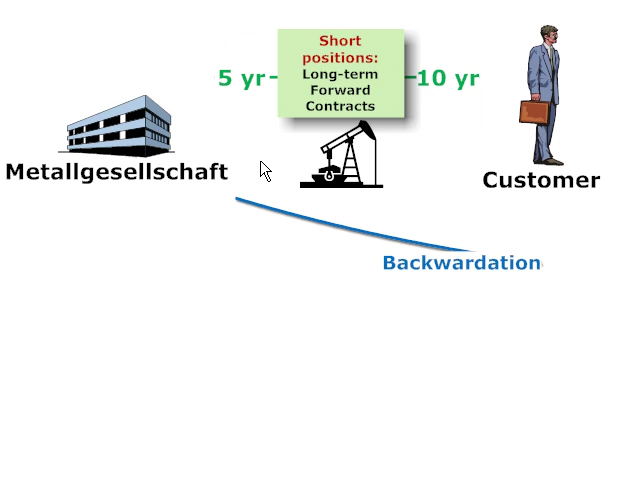 Short
positions:
Long-term
Forward
Contracts
5 yr
10 yr
Metallgesellschaft
Customer
Backwardation